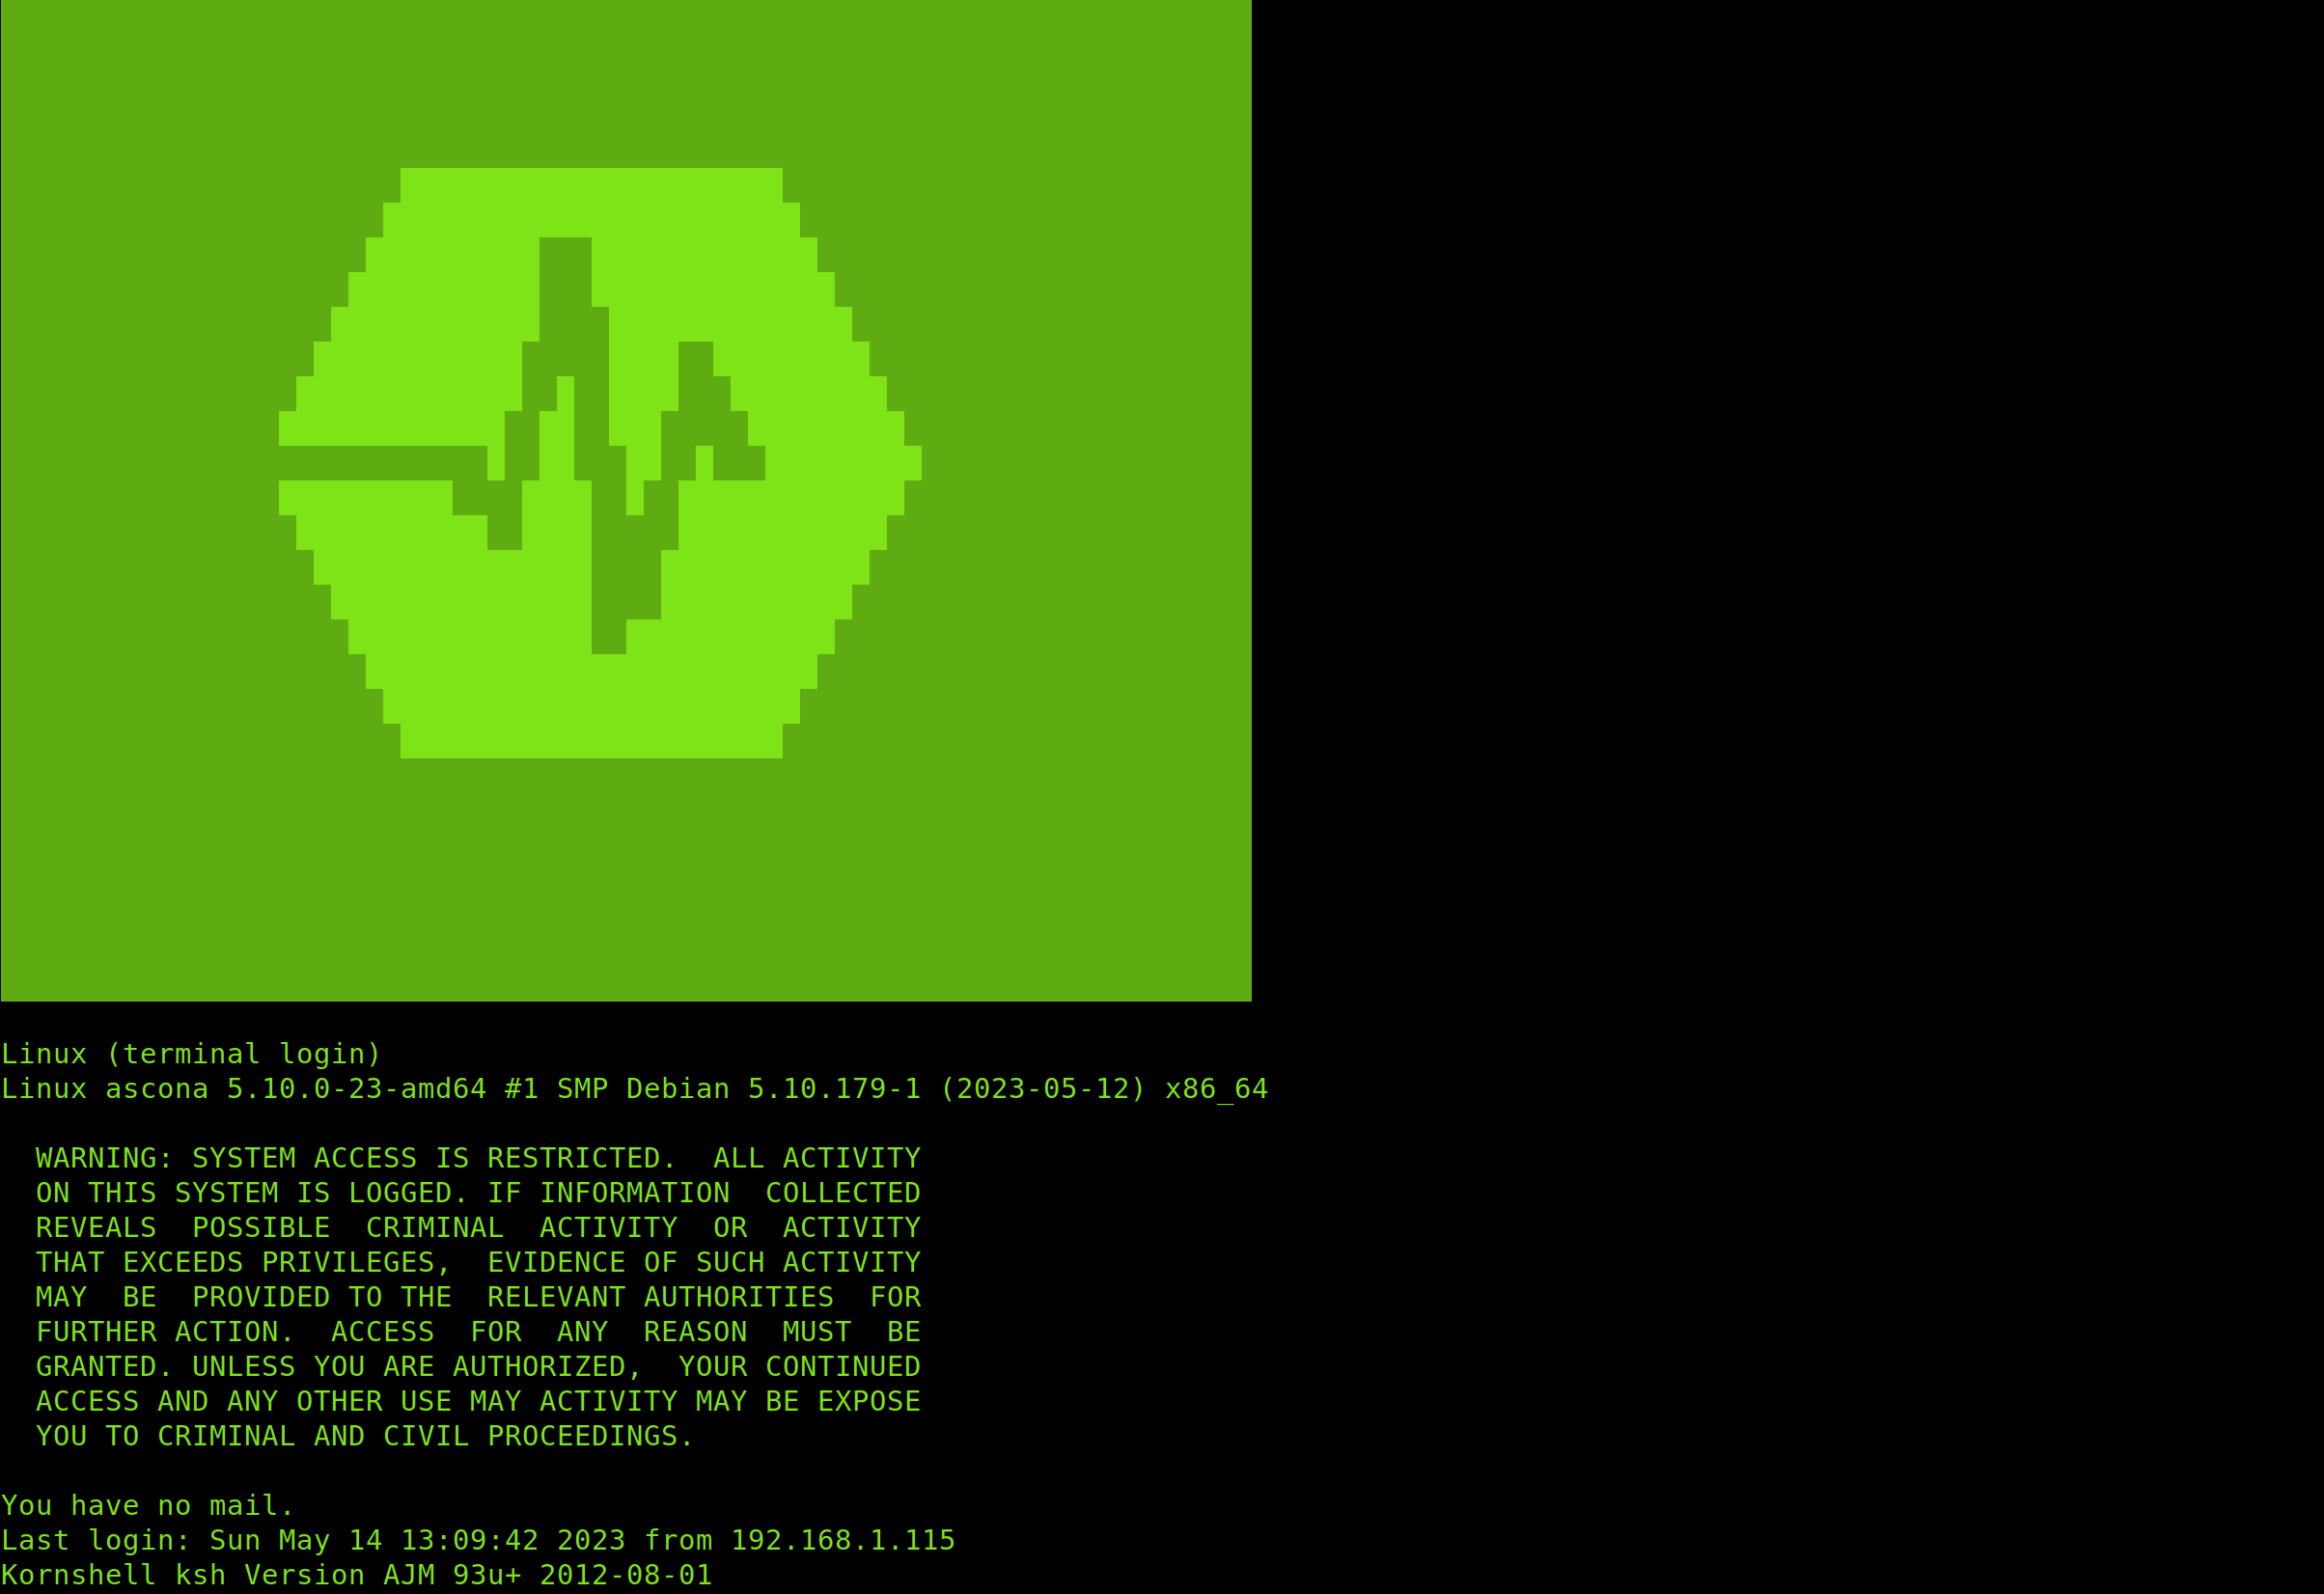 Linux (terminal login)
Linux ascona 5.10.0-23-amd64 #1 SMP Debian 5.10.179-1 (2023-05-12) x86_64
WARNING: SYSTEM ACCESS IS RESTRICTED.  ALL ACTIVITY
ON THIS SYSTEM IS LOGGED. IF INFORMATION  COLLECTED
REVEALS  POSSIBLE  CRIMINAL  ACTIVITY  OR  ACTIVITY
THAT EXCEEDS PRIVILEGES,  EVIDENCE OF SUCH ACTIVITY
MAY  BE  PROVIDED TO THE  RELEVANT AUTHORITIES  FOR
FURTHER ACTION.  ACCESS  FOR  ANY  REASON  MUST  BE
GRANTED. UNLESS YOU ARE AUTHORIZED,  YOUR CONTINUED
ACCESS AND ANY OTHER USE MAY ACTIVITY MAY BE EXPOSE
YOU TO CRIMINAL AND CIVIL PROCEEDINGS.
You have no mail.
Last login: Sun May 14 13:09:42 2023 from 192.168.1.115
Kornshell ksh Version AJM 93u+ 2012-08-01